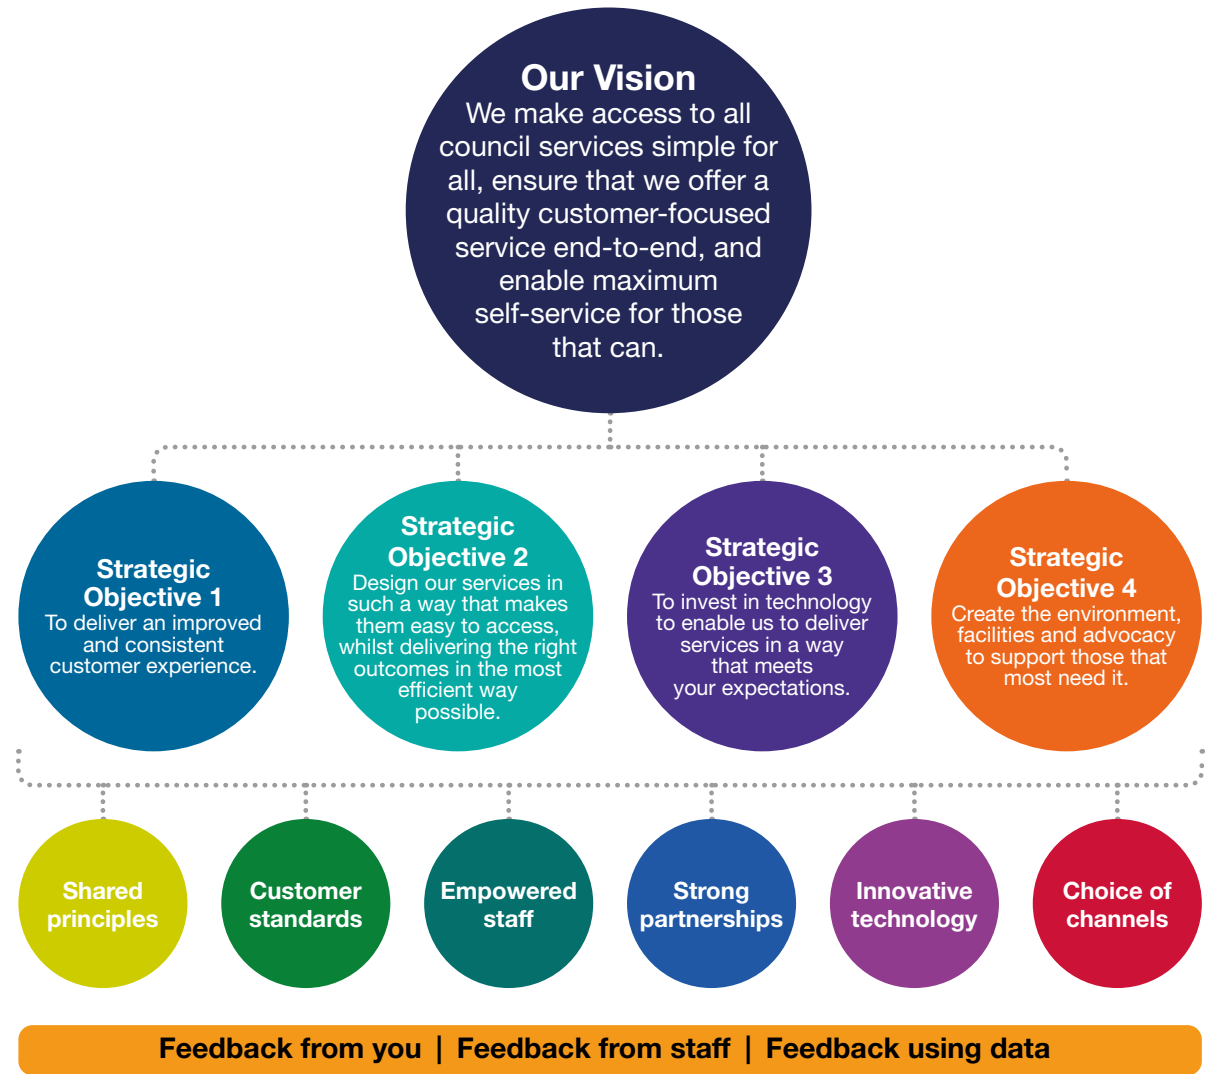 Our Vision
We make access to all
council services simple for
all, ensure that we offer a
quality customer-focused
service end-to-end, and
enable maximum
self-service for those
that can.
Strategic
Objective 1
To deliver an improved
and consistent
customer experience.
Strategic
Objective 2
Design our services in
such a way that makes
them easy to access,
whilst delivering the right
outcomes in the most
efficient way
possible.
Strategic
Objective 3
To invest in technology
to enable us to deliver
services in a way
that meets
your expectations.
Strategic
Objective 4
Create the environment,
facilities and advocacy
to support those that
most need it.
Shared
principles
Customer
standards
Empowered
staff
Strong
partnerships
Innovative
technology
Choice of
channels
Feedback from you | Feedback from staff | Feedback using data